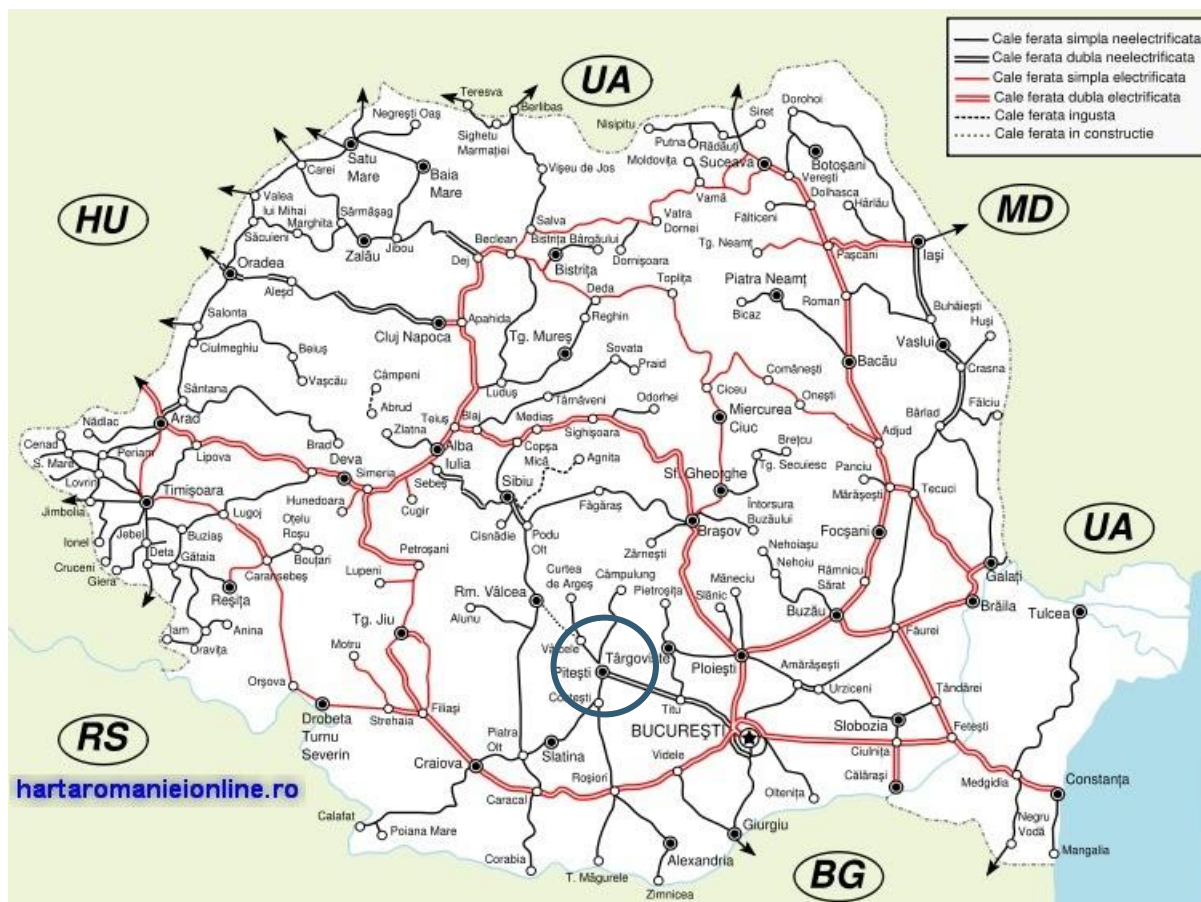 Cale ferata simpla neelectrificata
Cale ferata dubla neelectrificata
Cale ferata simpla electrificata
Cale ferata dubla electrificata
Cale ferata ingusta
Cale ferata in constructie
UA
HU
MD
UA
RS
BG
hartaromanieionline.ro
Teresva
Berlibas
Negrești Oaș
Sighetu
Marmației
Nisipitu
Siret
Dorohoi
Putna
Rădăuți
Satu
Mare
Carei
Baia
Mare
Vișeu de Jos
Moldovița
Suceava
Botoșani
Verești
Vamă
Dolhasca
Hârlău
Fălticeni
Valea
lui Mihai
Marghita
Sărmășag
Săcuieni
Zalău
Jibou
Salva
Vatra
Dornei
Beclean
Bistrița Bârgăului
Dej
Bistrița
Dornișoara
Tg. Neamț
Pașcani
Iași
Oradea
Aleșd
Toplița
Piatra Neamț
Deda
Reghin
Roman
Bicaz
Buhăiești
Huși
Salonta
Ciulmeghiu
Beiuș
Vașcău
Cluj Napoca
Apahida
Tg. Mureș
Sovata
Praid
Bacău
Vaslui
Crasna
Comănești
Ciceu
Onești
Câmpeni
Abrud
Luduș
Târnăveni
Odorhei
Miercurea
Ciuc
Fălciu
Bârlad
Sântana
Nădlac
Arad
Cenad
Periam
S. Mare
Lovrin
Lipova
Brad
Zlatna
Teiuș
Blaj
Mediaș
Alba
Iulia
Copșa
Mică
Sighișoara
Agnita
Brețcu
Tg. Secuiesc
Adjud
Panciu
Mărășești
Tecuci
Deva
Simeria
Sebeș
Sibiu
Sf. Gheorghe
Timișoara
Jimbolia
Hunedoara
Cugir
Făgăraș
Brașov
Întorsura
Buzăului
Focșani
Lugoj
Oțelu
Roșu
Jebel
Buziaș
Deta
Gătaia
Ionel
Cruceni
Giera
Bouțari
Caransebeș
Reșița
Petroșani
Lupeni
Cisnădie
Podu
Olt
Zărnești
Nehoiașu
Nehoiu
Râmnicu
Sărat
Galați
Brăila
Curtea
de Argeș
Câmpulung
Pietroșița
Măneciu
Slănic
Rm. Vâlcea
Alunu
Buzău
Tulcea
Iam
Anina
Oravița
Tg. Jiu
Motru
Vâlcele
Târgoviște
Pitești
Ploiești
Făurei
Amărășești
Urziceni
Costești
Titu
Orșova
Drobeta
Turnu
Severin
Strehaia
Filiași
Piatra
Olt
Slatina
BUCUREȘTI
Slobozia
Țăndărei
Fetești
Ciulnița
Craiova
Videle
Roșiori
Călărași
Medgidia
Constanța
Caracal
Oltenița
Calafat
Poiana Mare
Corabia
T. Măgurele
Alexandria
Zimnicea
Giurgiu
Negru
Vodă
Mangalia